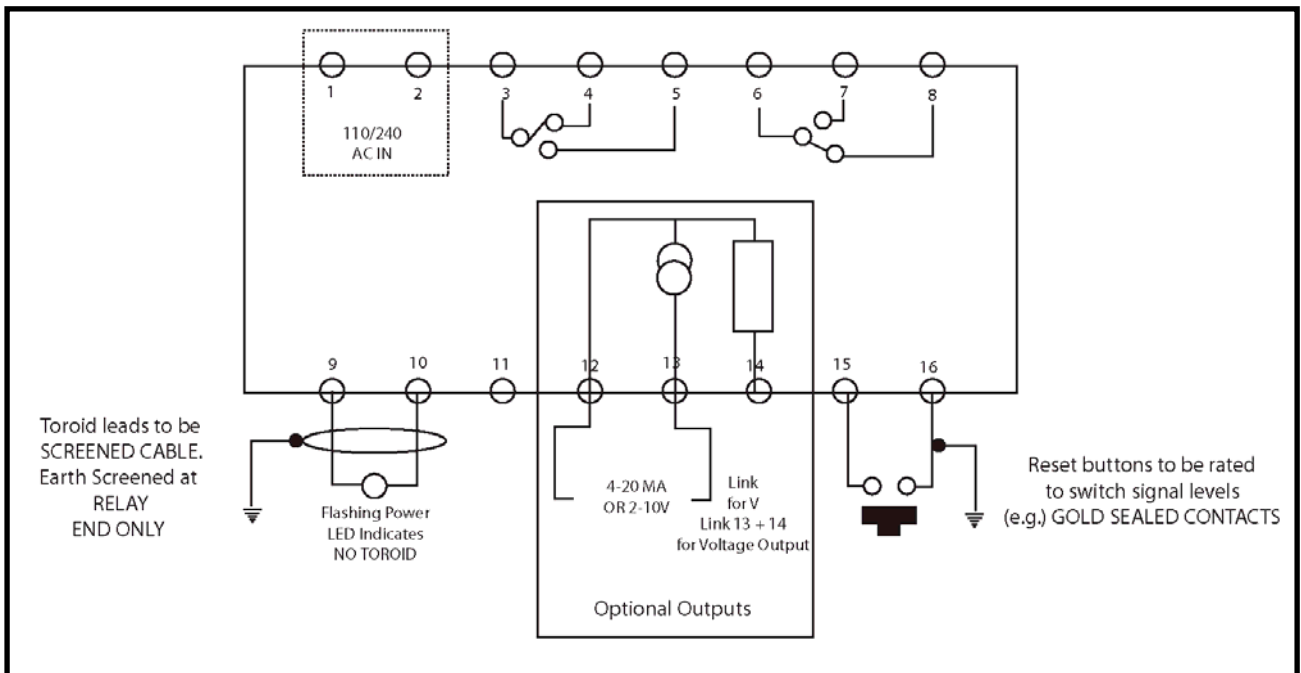 1 2 3 4 5 6 7 8
110/240
AC IN
9 10 11 12 13 14 15 16
Toroid leads to be
SCREENED CABLE.
Earth Screened at
RELAY
END ONLY
Flashing Power
LED Indicates
NO TOROID
4-20 MA
OR 2-10V
Link
for V
Link 13 + 14
for Voltage Output
Optional Outputs
Reset buttons to be rated
to switch signal levels
(e.g.) GOLD SEALED CONTACTS